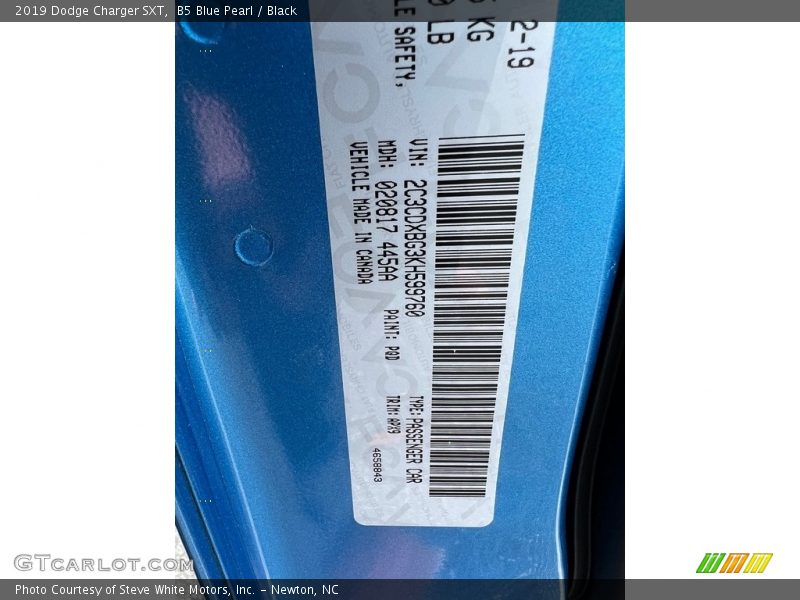 2019 Dodge Charger SXT, B5 Blue Pearl / Black
2-19
KG
LB
LE SAFETY,
VIN: 2C3CDXBG3KH599760
TYPE: PASSENGER CAR
MDH: 020817 445AA
PAINT: PQD
VEHICLE MADE IN CANADA
4658843
GTcarlot.com
Photo Courtesy of Steve White Motors, Inc. – Newton, NC